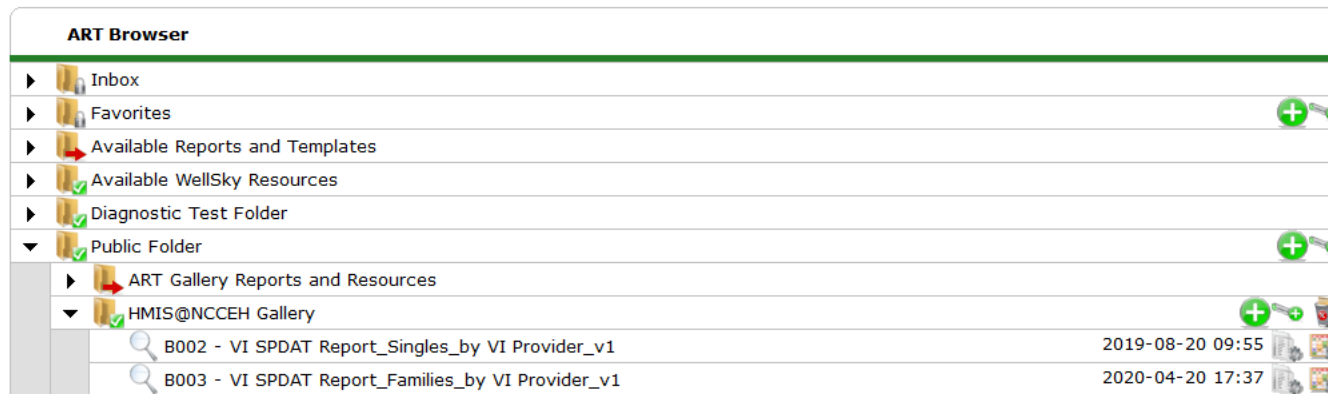 ART Browser
Inbox
Favorites
Available Reports and Templates
Available WellSky Resources
Diagnostic Test Folder
Public Folder
ART Gallery Reports and Resources
HMIS@NCCEH Gallery
B002 - VI SPDAT Report_Singles_by VI Provider_v1 2019-08-20 09:55
B003 - VI SPDAT Report_Families_by VI Provider_v1 2020-04-20 17:37